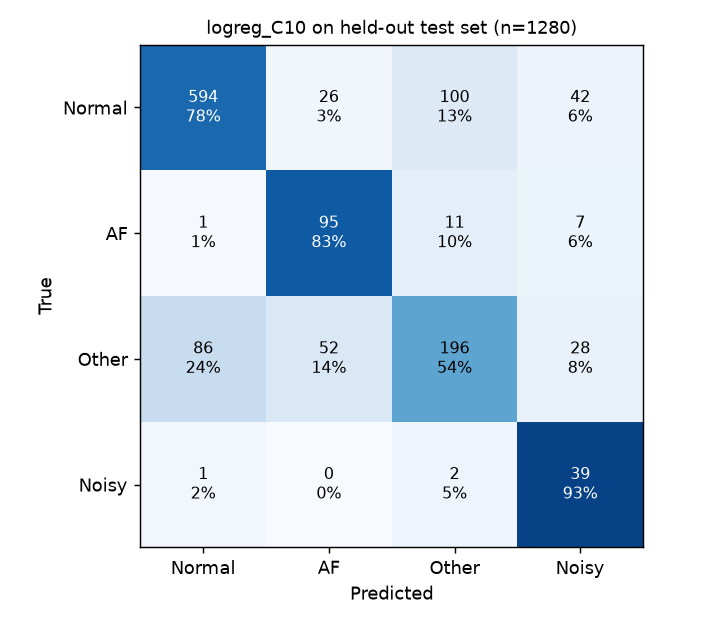 logreg_C10 on held-out test set (n=1280)
True
Normal
594
78%
26
3%
100
13%
42
6%
AF
1
1%
95
83%
11
10%
7
6%
Other
86
24%
52
14%
196
54%
28
8%
Noisy
1
2%
0
0%
2
5%
39
93%
Normal
AF
Other
Noisy
Predicted